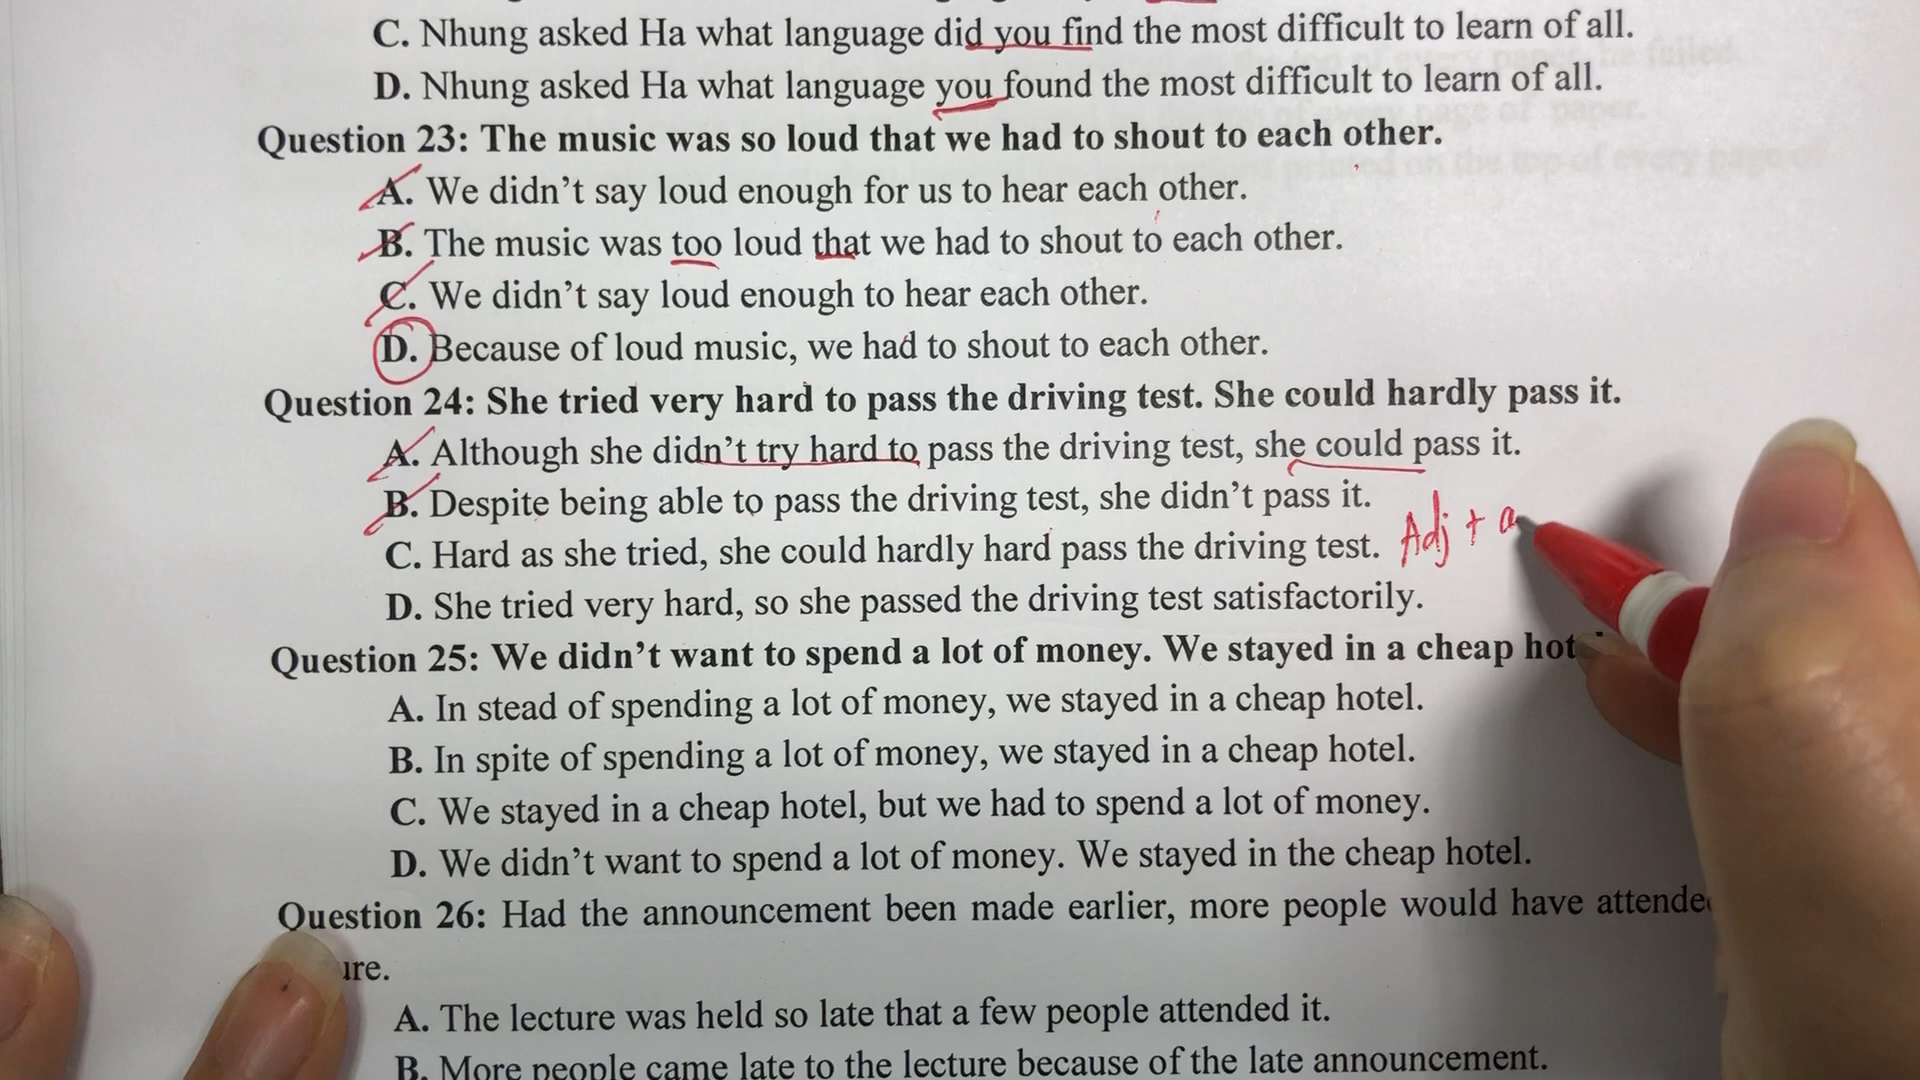 C. Nhung asked Ha what language did you find the most difficult to learn of all.
D. Nhung asked Ha what language you found the most difficult to learn of all.
Question 23: The music was so loud that we had to shout to each other.
A. We didn't say loud enough for us to hear each other.
B. The music was too loud that we had to shout to each other.
C. We didn't say loud enough to hear each other.
D. Because of loud music, we had to shout to each other.
Question 24: She tried very hard to pass the driving test. She could hardly pass it.
A. Although she didn't try hard to pass the driving test, she could pass it.
B. Despite being able to pass the driving test, she didn't pass it.
C. Hard as she tried, she could hardly hard pass the driving test. Adj + a
D. She tried very hard, so she passed the driving test satisfactorily.
Question 25: We didn't want to spend a lot of money. We stayed in a cheap
A. In stead of spending a lot of money, we stayed in a cheap hotel.
B. In spite of spending a lot of money, we stayed in a cheap hotel.
C. We stayed in a cheap hotel, but we had to spend a lot of money.
D. We didn't want to spend a lot of money. We stayed in the cheap hotel.
Question 26: Had the announcement been made earlier, more people would have
A. The lecture was held so late that a few people attended it.
B. More people came late to the lecture because of the late announcement.